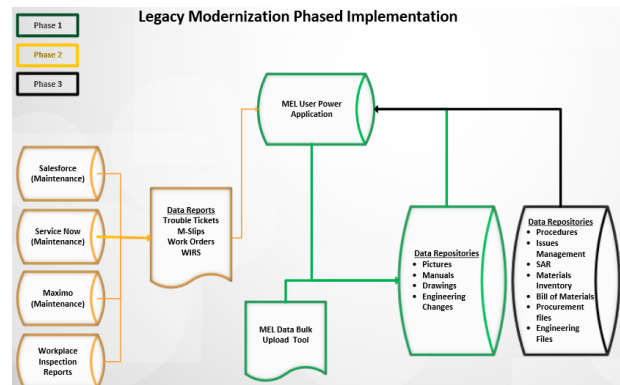 Legacy Modernization Phased Implementation
Phase 1
Phase 2
Phase 3
MEL User Power
Application
Salesforce
(Maintenance)
Service Now
(Maintenance)
Maximo
(Maintenance)
Workplace
Inspection
Reports
Data Reports
Trouble Tickets
M-Slips
Work Orders
WIRS
MEL Data Bulk
Upload Tool
Data Repositories
• Pictures
• Manuals
• Drawings
• Engineering
Changes
Data Repositories
• Procedures
• Issues
Management
• SAR
• Materials
Inventory
• Bill of Materials
• Procurement
files
• Engineering
Files